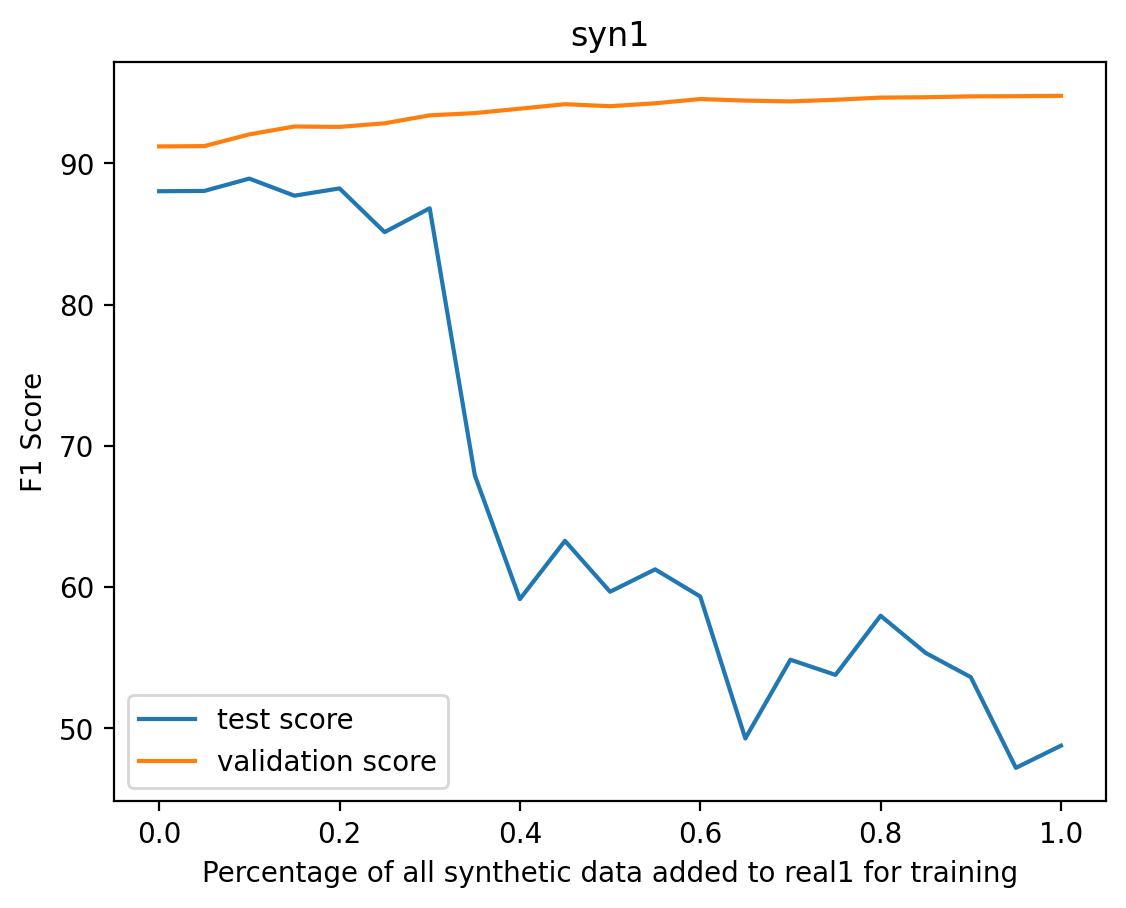 syn1
F1 Score
90
80
70
60
50
test score
validation score
0.0 0.2 0.4 0.6 0.8 1.0
Percentage of all synthetic data added to real1 for training